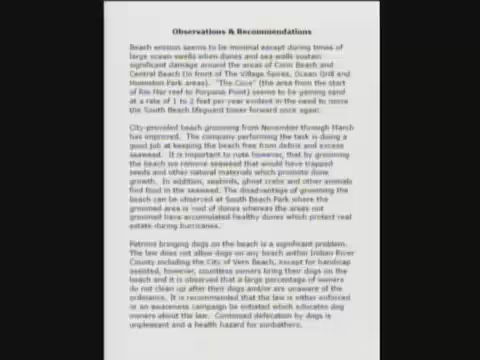 Observations & Recommendations
Beach erosion seems to be minimal except during times of
large ocean swells when dunes and sea walls sustain
significant damage around the areas of Conn Beach and
Central Beach (in front of The Village Spires, Ocean Grill and
Humiston Park areas). "The Cove" (the area from the start
of Rio Mar reef to Porpoise Point) seems to be gaining sand
at a rate of 1 to 2 feet per year evident in the need to move
the South Beach lifeguard tower forward once again.
City-provided beach grooming from November through March
has improved. The company performing the task is doing a
good job at keeping the beach free from debris and excess
seaweed. It is important to note however, that by grooming
the beach we remove seaweed that would have trapped
seeds and other natural materials which promote dune
growth. In addition, seabirds, ghost crabs and other animals
find food in the seaweed. The disadvantage of grooming the
beach can be observed at South Beach Park where the
groomed area is void of dunes whereas the areas not
groomed have accumulated healthy dunes which protect real
estate during hurricanes.
Patrons bringing dogs on the beach is a significant problem.
The law does not allow dogs on any beach within Indian River
County including the City of Vero Beach, except for handicap
assisted, however, countless owners bring their dogs on the
beach and it is observed that a large percentage of owners
do not clean up after their dogs and/or are unaware of the
ordinance. It is recommended that the law is either enforced
or an awareness campaign be initiated which educates dog
owners about the law. Continued defecation by dogs is
unpleasant and a health hazard for sunbathers.